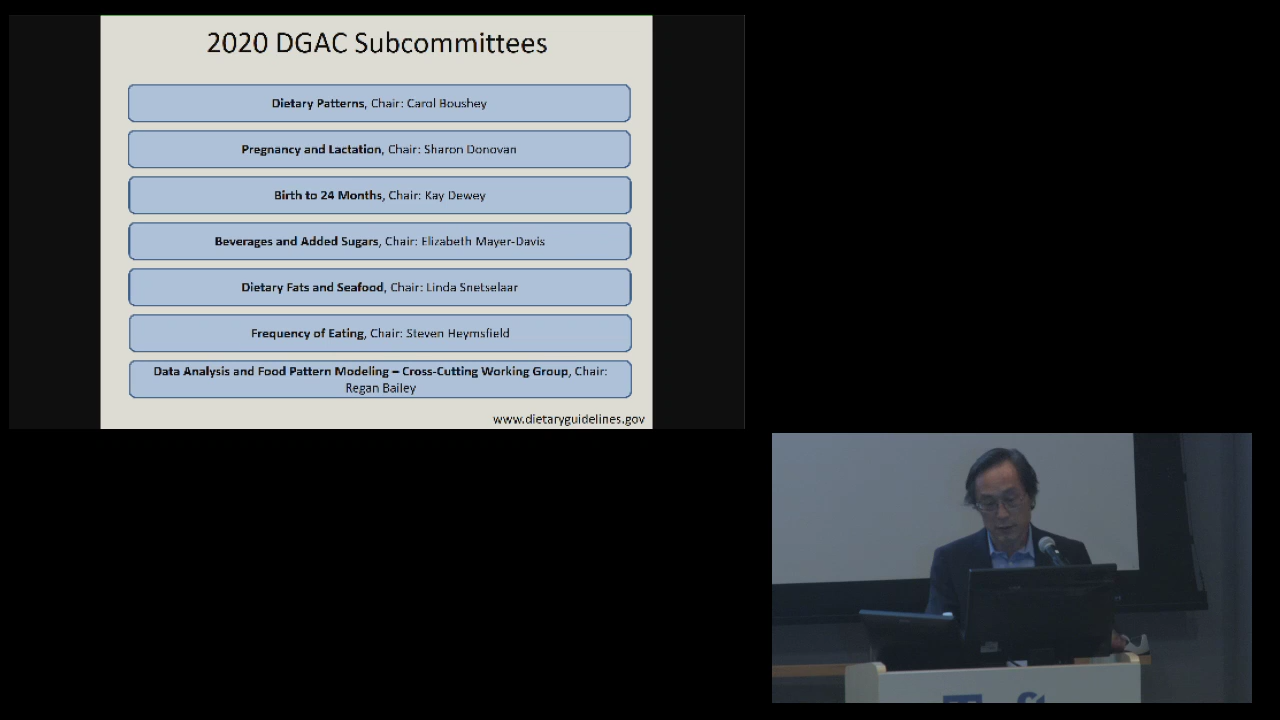 2020 DGAC Subcommittees
Dietary Patterns, Chair: Carol Boushey
Pregnancy and Lactation, Chair: Sharon Donovan
Birth to 24 Months, Chair: Kay Dewey
Beverages and Added Sugars, Chair: Elizabeth Mayer-Davis
Dietary Fats and Seafood, Chair: Linda Snetselaar
Frequency of Eating, Chair: Steven Heymsfield
Data Analysis and Food Pattern Modeling – Cross-Cutting Working Group, Chair:
Regan Bailey
www.dietaryguidelines.gov